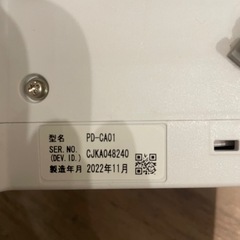 型名 PD-CA01
SER.NO. CJKA048240
(DEV.ID.)
製造年月 2022年11月